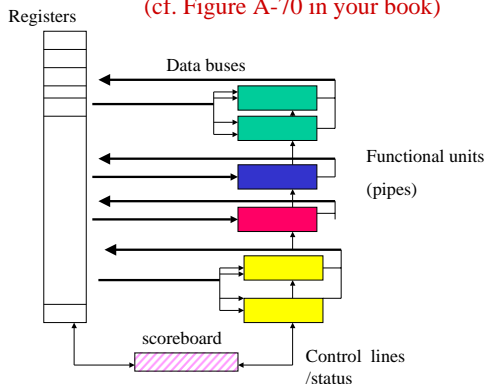 (cf. Figure A-70 in your book)
Registers
Data buses
Functional units
(pipes)
scoreboard
Control lines
/status